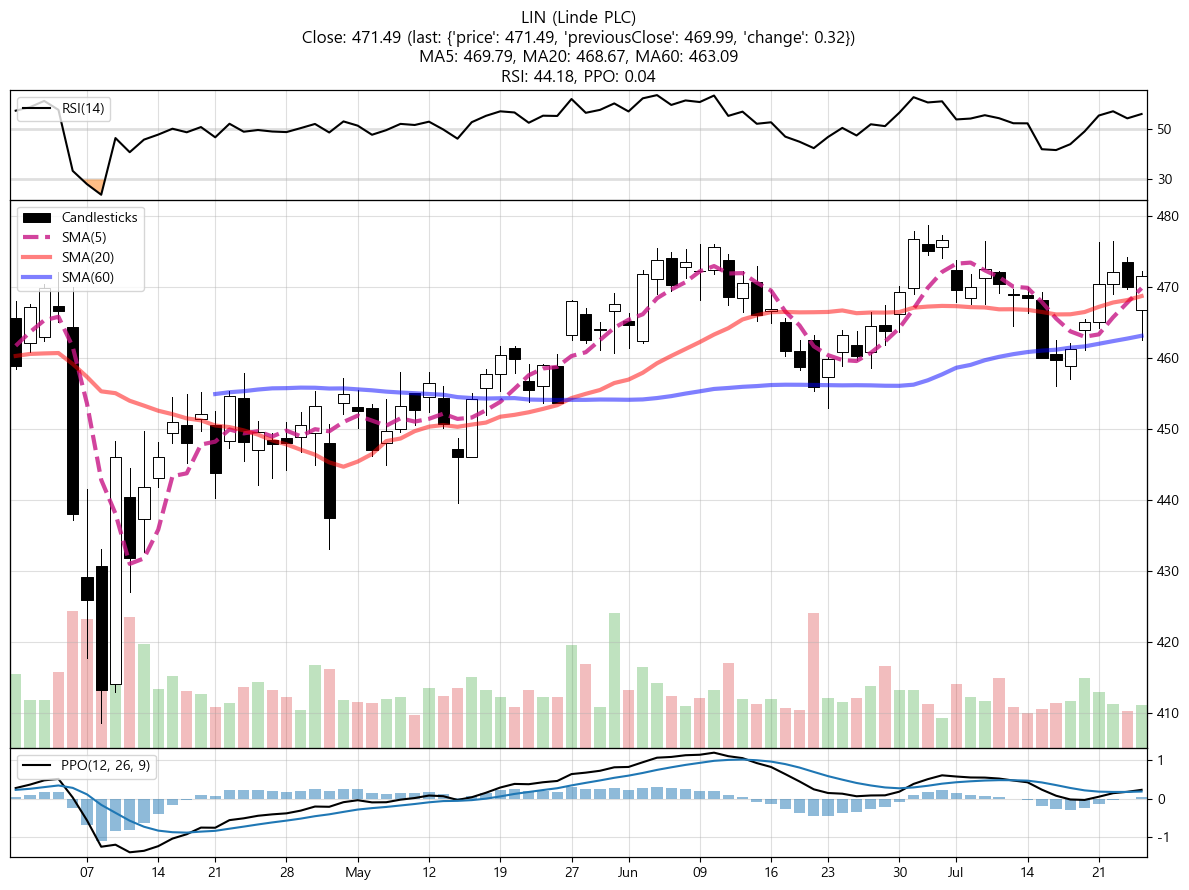 LIN (Linde PLC)
Close: 471.49 (last: {'price': 471.49, 'previousClose': 469.99, 'change': 0.32})
MA5: 469.79, MA20: 468.67, MA60: 463.09
RSI: 44.18, PPO: 0.04
RSI(14)
50
30
Candlesticks
SMA(5)
SMA(20)
SMA(60)
480
470
460
450
440
430
420
410
PPO(12, 26, 9)
1
0
-1
07 14 21 28 May 12 19 27 Jun 09 16 23 30 Jul 14 21